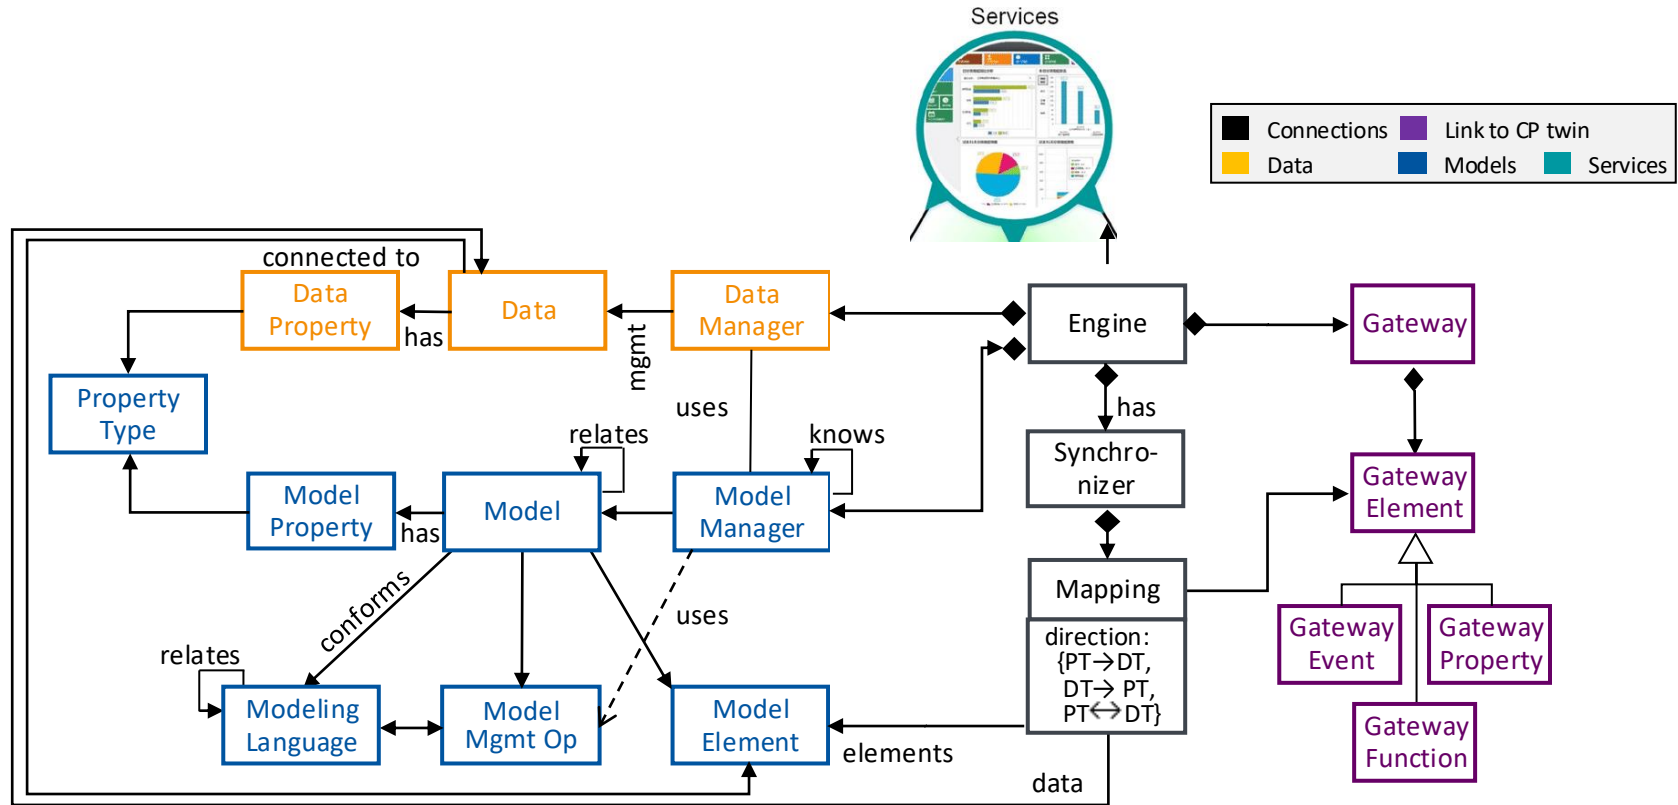 Services
Connections
Link to CP twin
Data
Models
Services
connected to
Data
Property
has
Data
mgmt
Data
Manager
Engine
Gateway
Property
Type
uses
has
relates
knows
Synchro-
nizer
Gateway
Element
Model
Property
has
Model
Model
Manager
Mapping
conforms
uses
direction:
{PT→DT,
DT→ PT,
PT↔DT}
Gateway
Event
Gateway
Property
relates
Modeling
Language
Model
Mgmt Op
Model
Element
elements
Gateway
Function
data